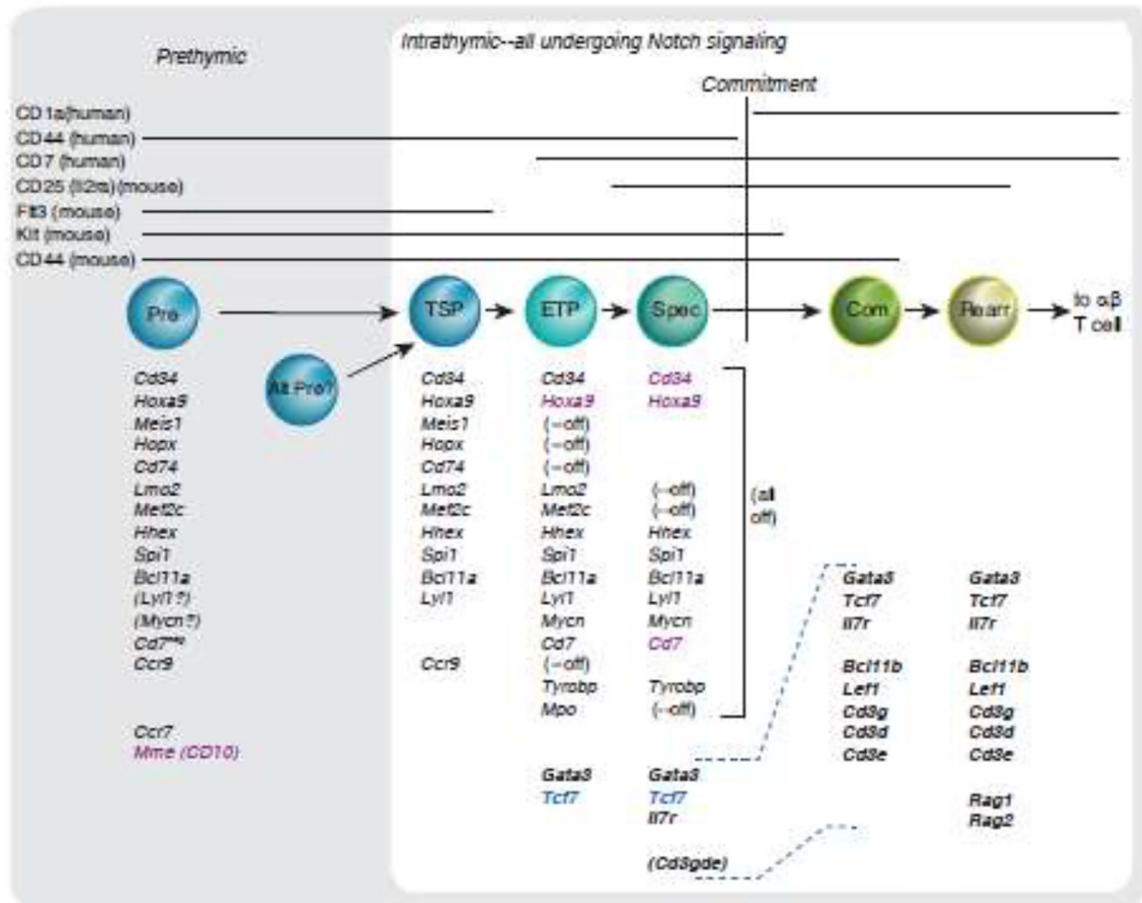 Prethymic
Intrathymic--all undergoing Notch signaling
Commitment
CD1a(human)
CD44 (human)
CD7 (human)
CD25 (Il2ra)(mouse)
Flt3 (mouse)
Kit (mouse)
CD44 (mouse)
Pre
Alt Pre?
TSP
ETP
Spec
Com
Rearr
to αβ
T cell
Cd34
Hoxa9
Meis1
Hopx
Cd74
Lmo2
Mef2c
Hhex
Spi1
Bcl11a
(Lyl1?)
(Mycn?)
Cd7
Ccr9
Ccr7
Mme (CD10)
Cd34
Hoxa9
Meis1
Hopx
Cd74
Lmo2
Mef2c
Hhex
Spi1
Bcl11a
Lyl1
Ccr9
Cd34
Hoxa9
(--off)
(--off)
(--off)
Lmo2
Mef2c
Hhex
Spi1
Bcl11a
Lyl1
Mycn
Cd7
(--off)
Tyrobp
Mpo
Gata3
Tcf7
Cd34
Hoxa9
(--off)
(--off)
Hhex
Spi1
Bcl11a
Lyl1
Mycn
Cd7
Tyrobp
(--off)
Gata3
Tcf7
Il7r
(Cd3gde)
(all
off)
Gata3
Tcf7
Il7r
Bcl11b
Lef1
Cd3g
Cd3d
Cd3e
Gata3
Tcf7
Il7r
Bcl11b
Lef1
Cd3g
Cd3d
Cd3e
Rag1
Rag2